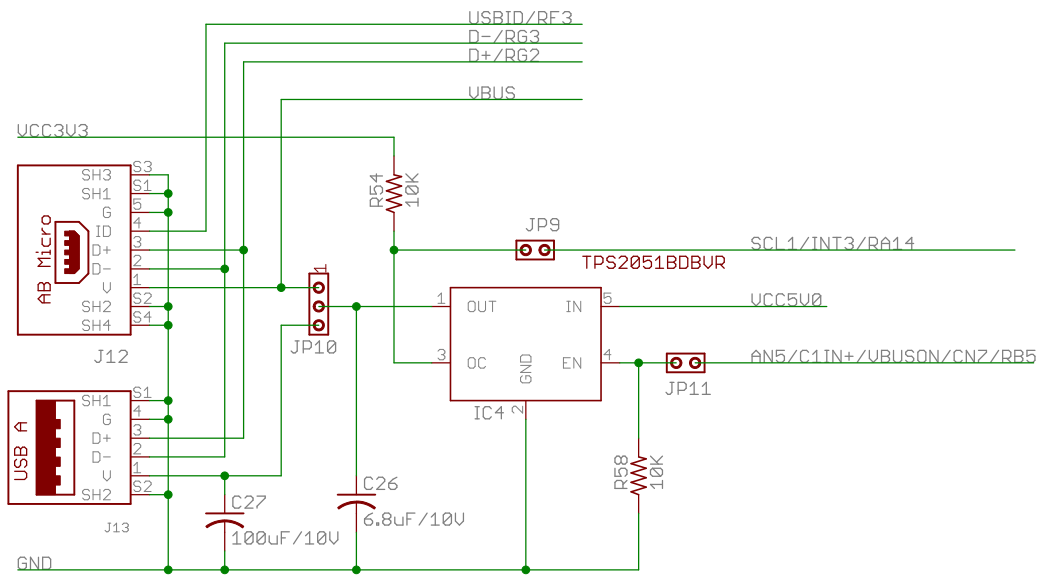 USBID/RF3
D-/RG3
D+/RG2
VBUS
VCC3V3
R54
10K
AB Micro
SH3
SH1
G
ID
D+
D-
V
SH2
SH4
S3
S1
5
4
3
2
1
S2
S4
J12
1
JP10
JP9
SCL1/INT3/RA14
TPS2051BDBVR
1
OUT
IN
5
VCC5V0
3
OC
GND
EN
4
AN5/C1IN+/VBUSON/CN7/RB5
JP11
IC4
2
USB A
SH1
G
D+
D-
V
SH2
S1
4
3
2
1
S2
J13
C27
100uF/10V
C26
6.8uF/10V
R58
10K
GND